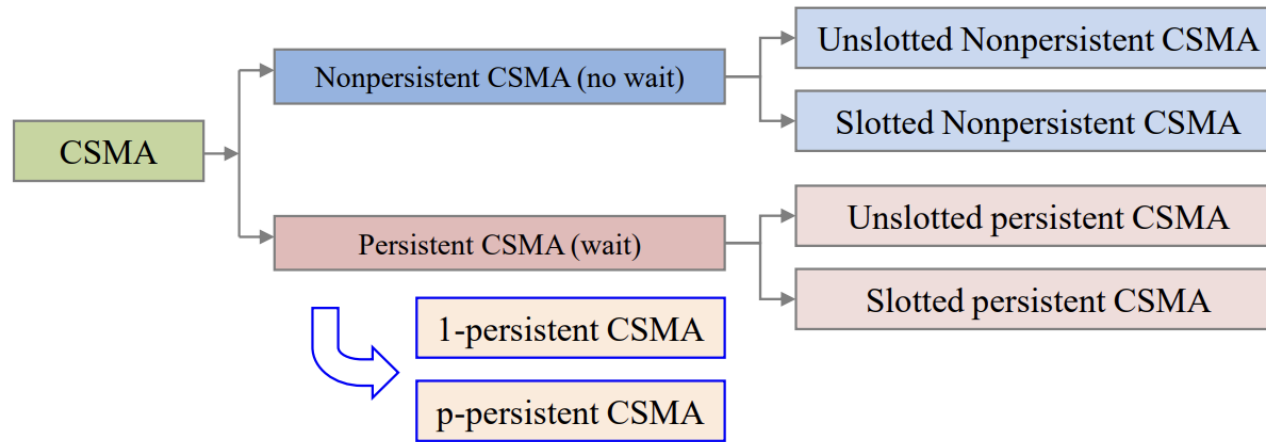 CSMA
Nonpersistent CSMA (no wait)
Unslotted Nonpersistent CSMA
Slotted Nonpersistent CSMA
Persistent CSMA (wait)
Unslotted persistent CSMA
Slotted persistent CSMA
1-persistent CSMA
p-persistent CSMA